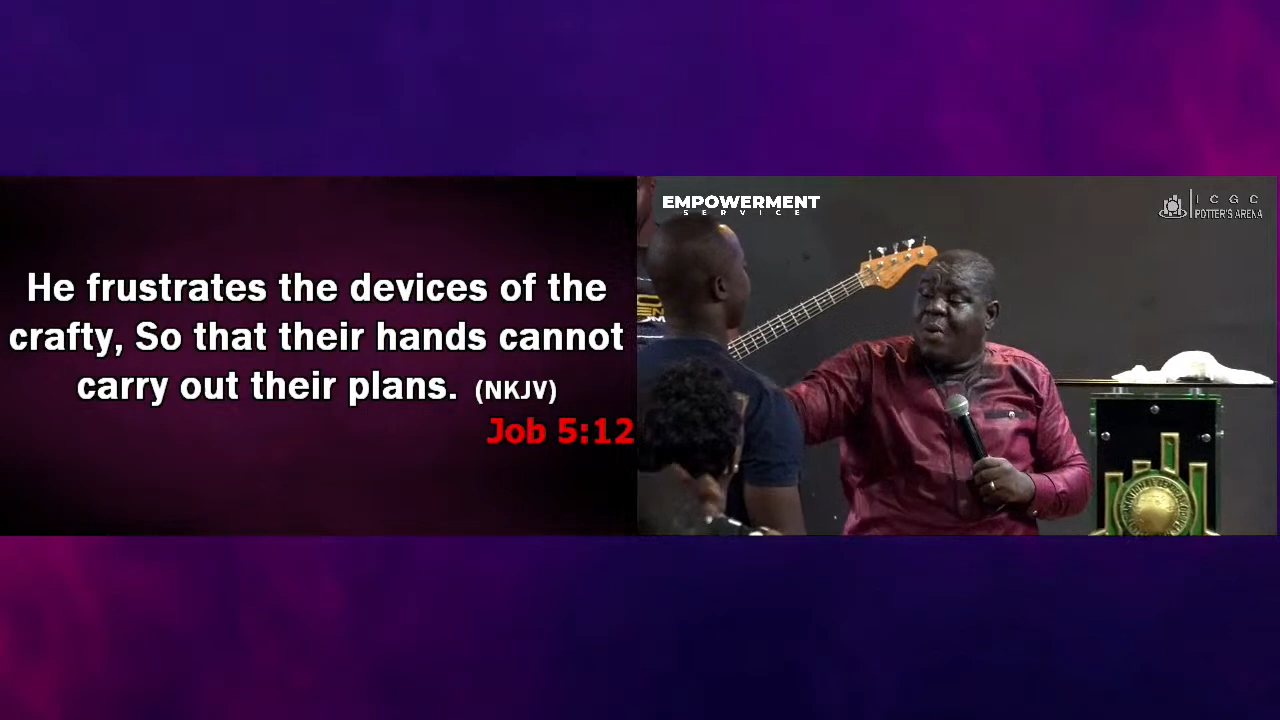 He frustrates the devices of the
crafty, So that their hands cannot
carry out their plans. (NKJV)
Job 5:12
EMPOWERMENT
SERVICE
ICGC
POTTER'S ARENA